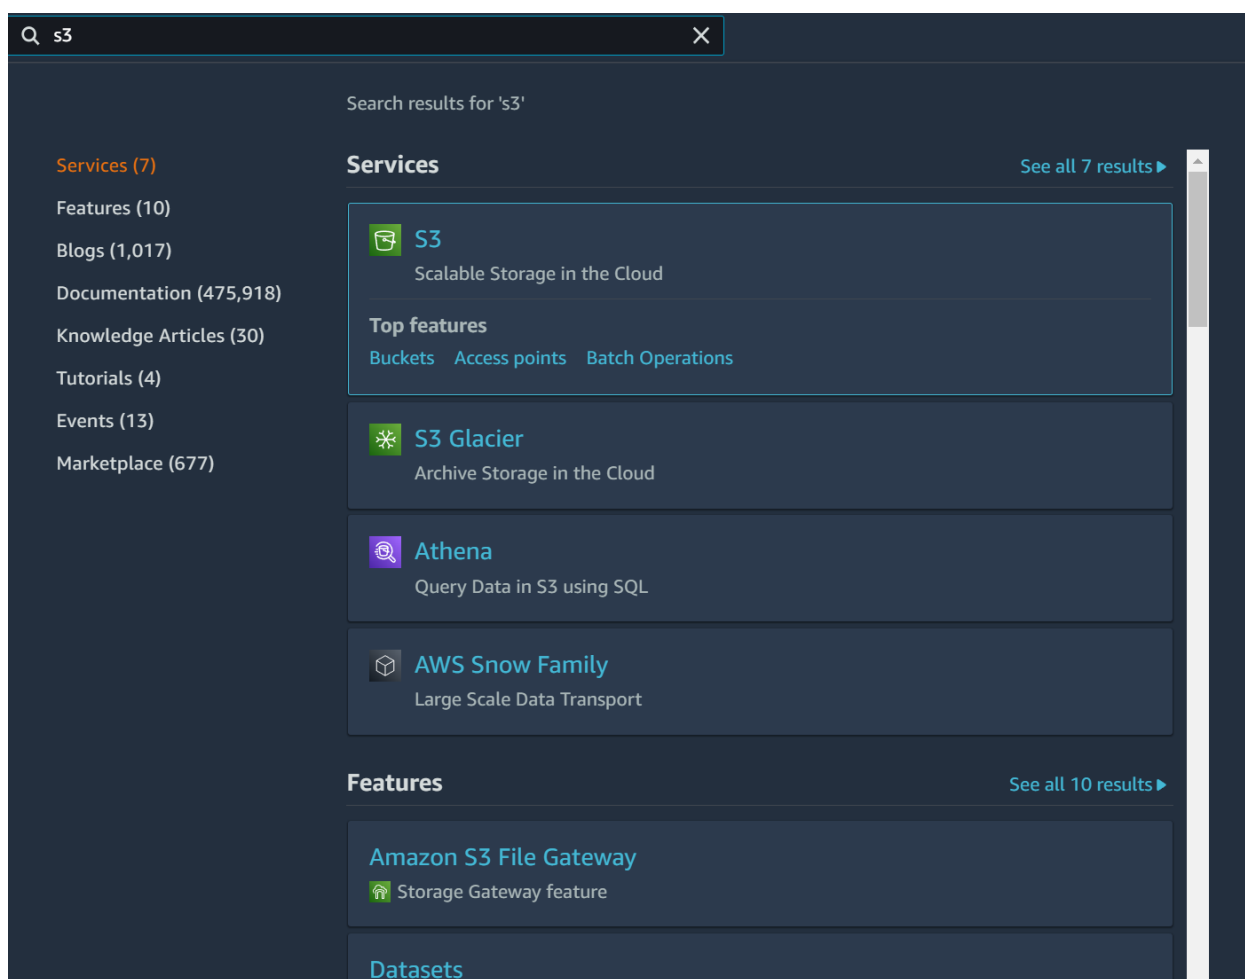 s3
Search results for 's3'
Services (7)
Features (10)
Blogs (1,017)
Documentation (475,918)
Knowledge Articles (30)
Tutorials (4)
Events (13)
Marketplace (677)
Services
See all 7 results
S3
Scalable Storage in the Cloud
Top features
Buckets Access points Batch Operations
S3 Glacier
Archive Storage in the Cloud
Athena
Query Data in S3 using SQL
AWS Snow Family
Large Scale Data Transport
Features
See all 10 results
Amazon S3 File Gateway
Storage Gateway feature
Datasets